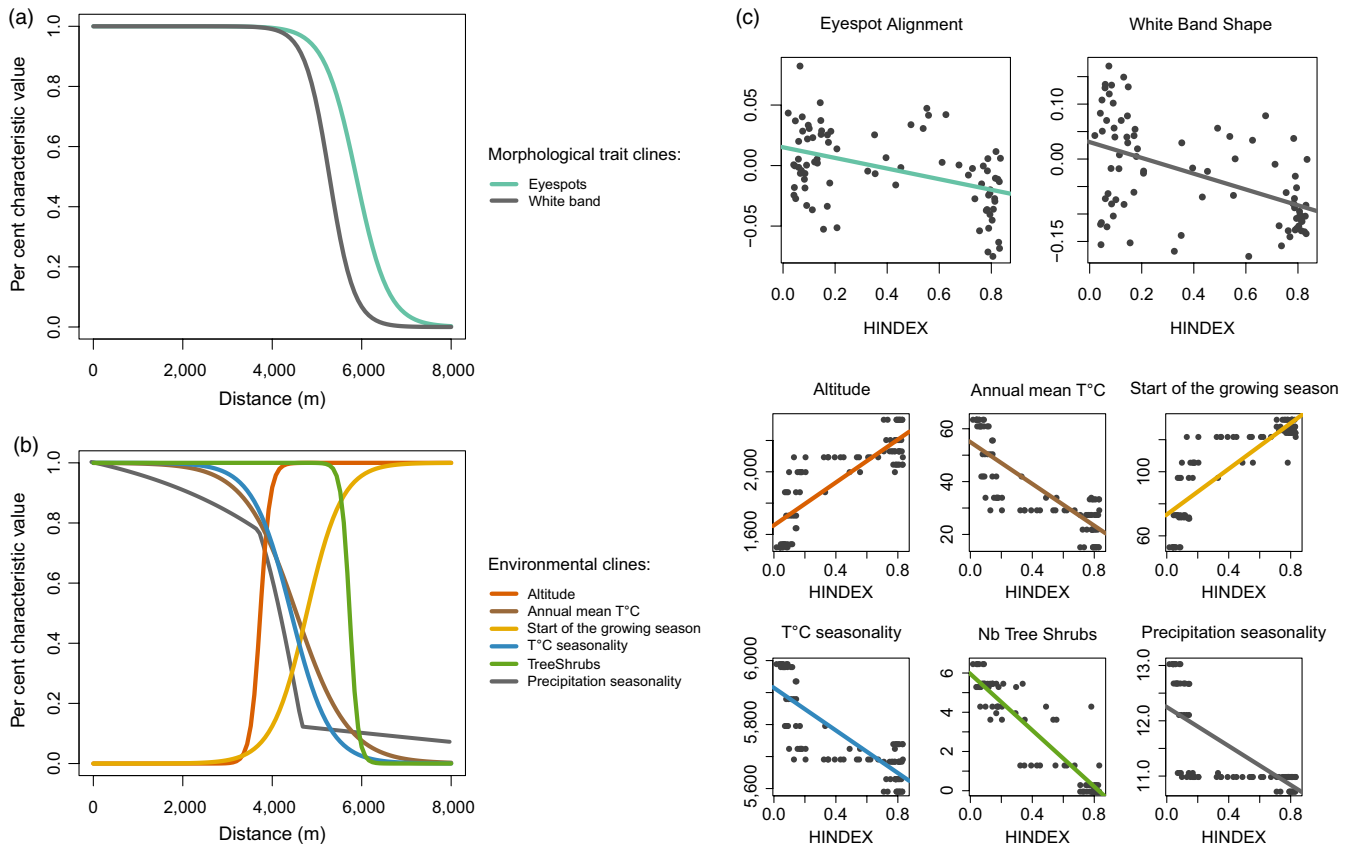 (a)
Per cent characteristic value
1.0
0.8
0.6
0.4
0.2
0.0
0
2,000
4,000
6,000
8,000
Distance (m)
Morphological trait clines:
Eyespots
White band
(b)
Per cent characteristic value
1.0
0.8
0.6
0.4
0.2
0.0
0
2,000
4,000
6,000
8,000
Distance (m)
Environmental clines:
Altitude
Annual mean T°C
Start of the growing season
T°C seasonality
TreeShrubs
Precipitation seasonality
(c)
Eyespot Alignment
0.05
0.00
−0.05
0.0
0.2
0.4
0.6
0.8
HINDEX
White Band Shape
0.10
0.00
−0.15
0.0
0.2
0.4
0.6
0.8
HINDEX
Altitude
2,000
1,600
0.0
0.4
0.8
HINDEX
Annual mean T°C
60
40
20
0.0
0.4
0.8
HINDEX
Start of the growing season
100
60
0.0
0.4
0.8
HINDEX
T°C seasonality
6,000
5,800
5,600
0.0
0.4
0.8
HINDEX
Nb Tree Shrubs
6
4
2
0
0.0
0.4
0.8
HINDEX
Precipitation seasonality
13.0
12.0
11.0
0.0
0.4
0.8
HINDEX